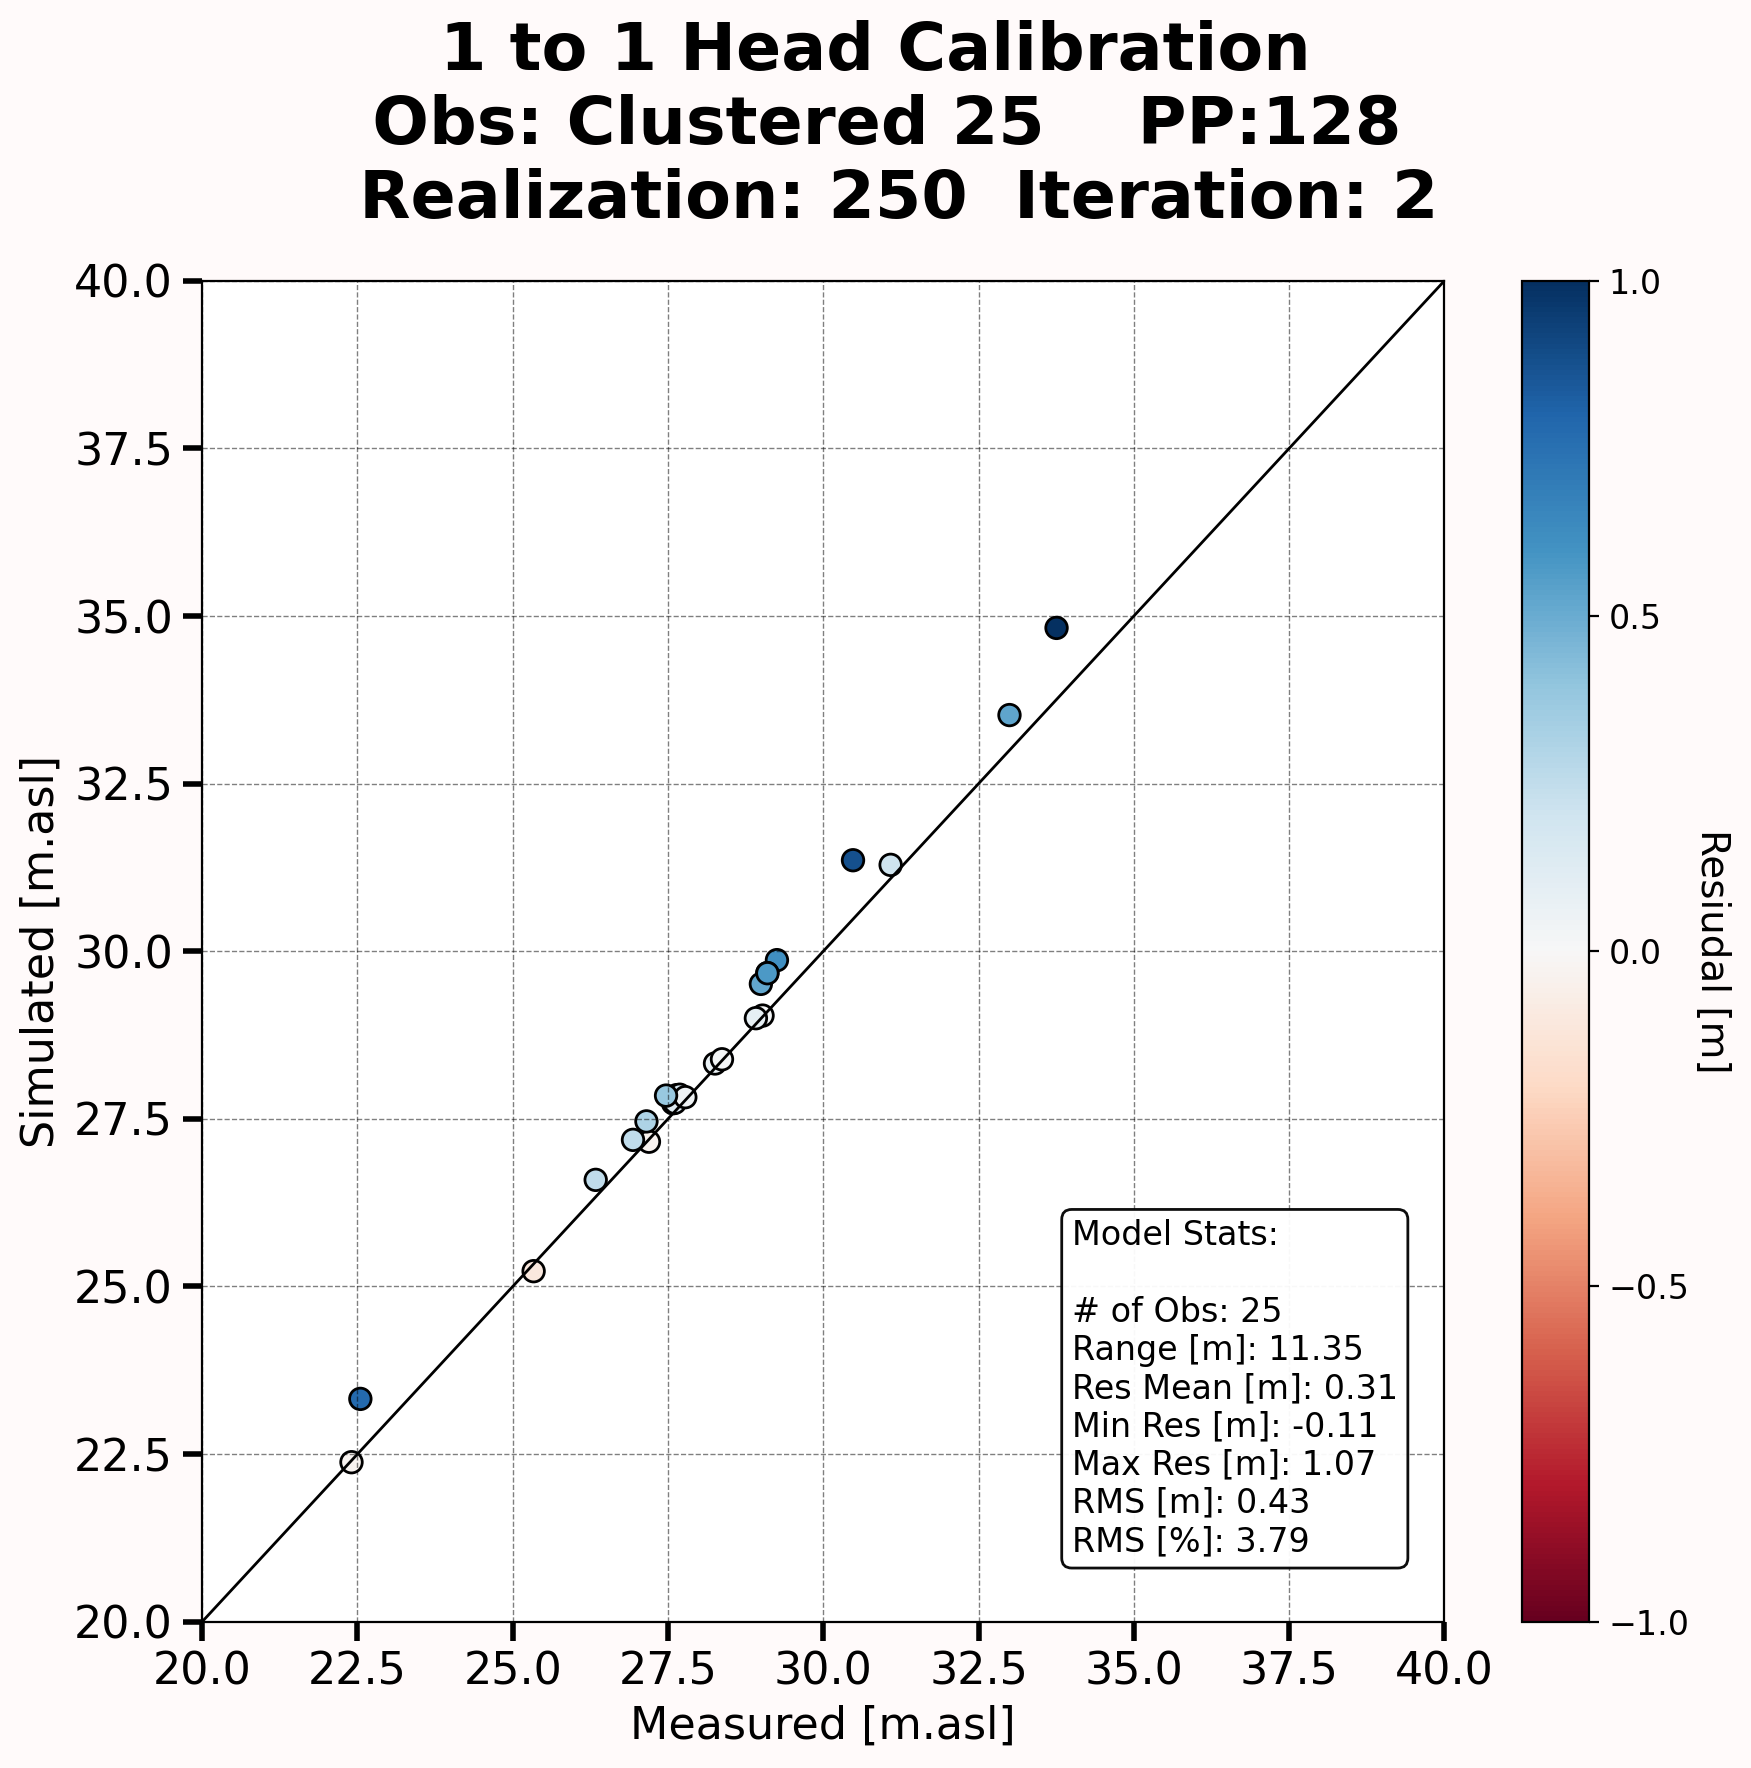 1 to 1 Head Calibration
Obs: Clustered 25    PP:128
Realization: 250  Iteration: 2
40.0
37.5
35.0
32.5
30.0
27.5
25.0
22.5
20.0
Simulated [m.asl]
20.0 22.5 25.0 27.5 30.0 32.5 35.0 37.5 40.0
Measured [m.asl]
Model Stats:
# of Obs: 25
Range [m]: 11.35
Res Mean [m]: 0.31
Min Res [m]: -0.11
Max Res [m]: 1.07
RMS [m]: 0.43
RMS [%]: 3.79
1.0
0.5
0.0
−0.5
−1.0
Resiudal [m]